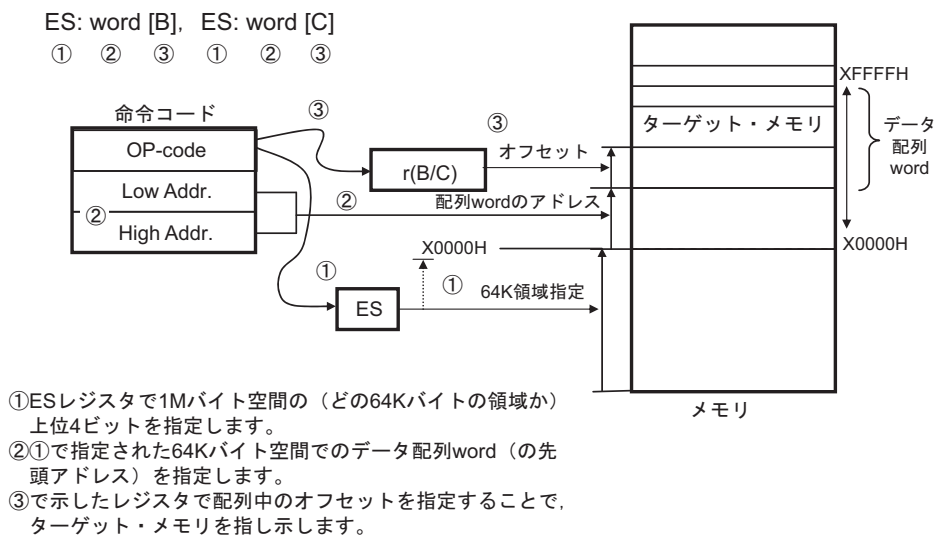 ES: word [B], ES: word [C]
① ② ③ ① ② ③
命令コード
OP-code
Low Addr.
②
High Addr.
③
r(B/C)
③
オフセット
②
配列wordのアドレス
X0000H
①
ES
①
64K領域指定
XFFFFH
ターゲット・メモリ
データ
配列
word
X0000H
メモリ
①ESレジスタで1Mバイト空間の（どの64Kバイトの領域か）
上位4ビットを指定します。
②①で指定された64Kバイト空間でのデータ配列word（の先
頭アドレス）を指定します。
③で示したレジスタで配列中のオフセットを指定することで，
ターゲット・メモリを指し示します。